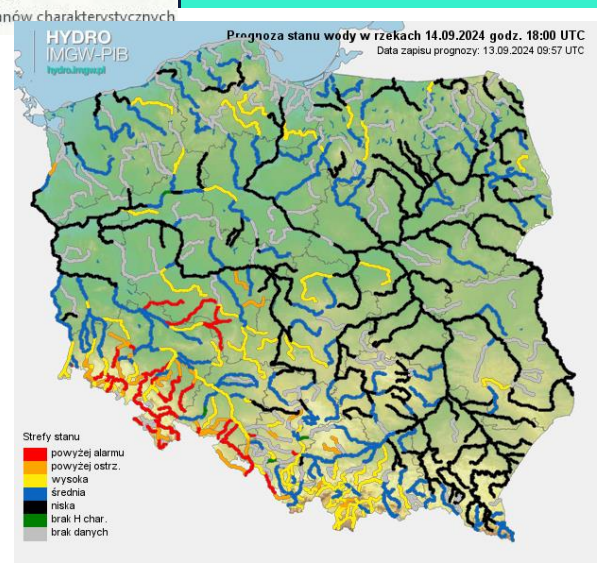 anów charakterystycznych
HYDRO
IMGW-PIB
hydro.imgw.pl
Prognoza stanu wody w rzekach 14.09.2024 godz. 18:00 UTC
Data zapisu prognozy: 13.09.2024 09:57 UTC
Strefy stanu
powyżej alarmu
powyżej ostrz.
wysoka
średnia
niska
brak H char.
brak danych